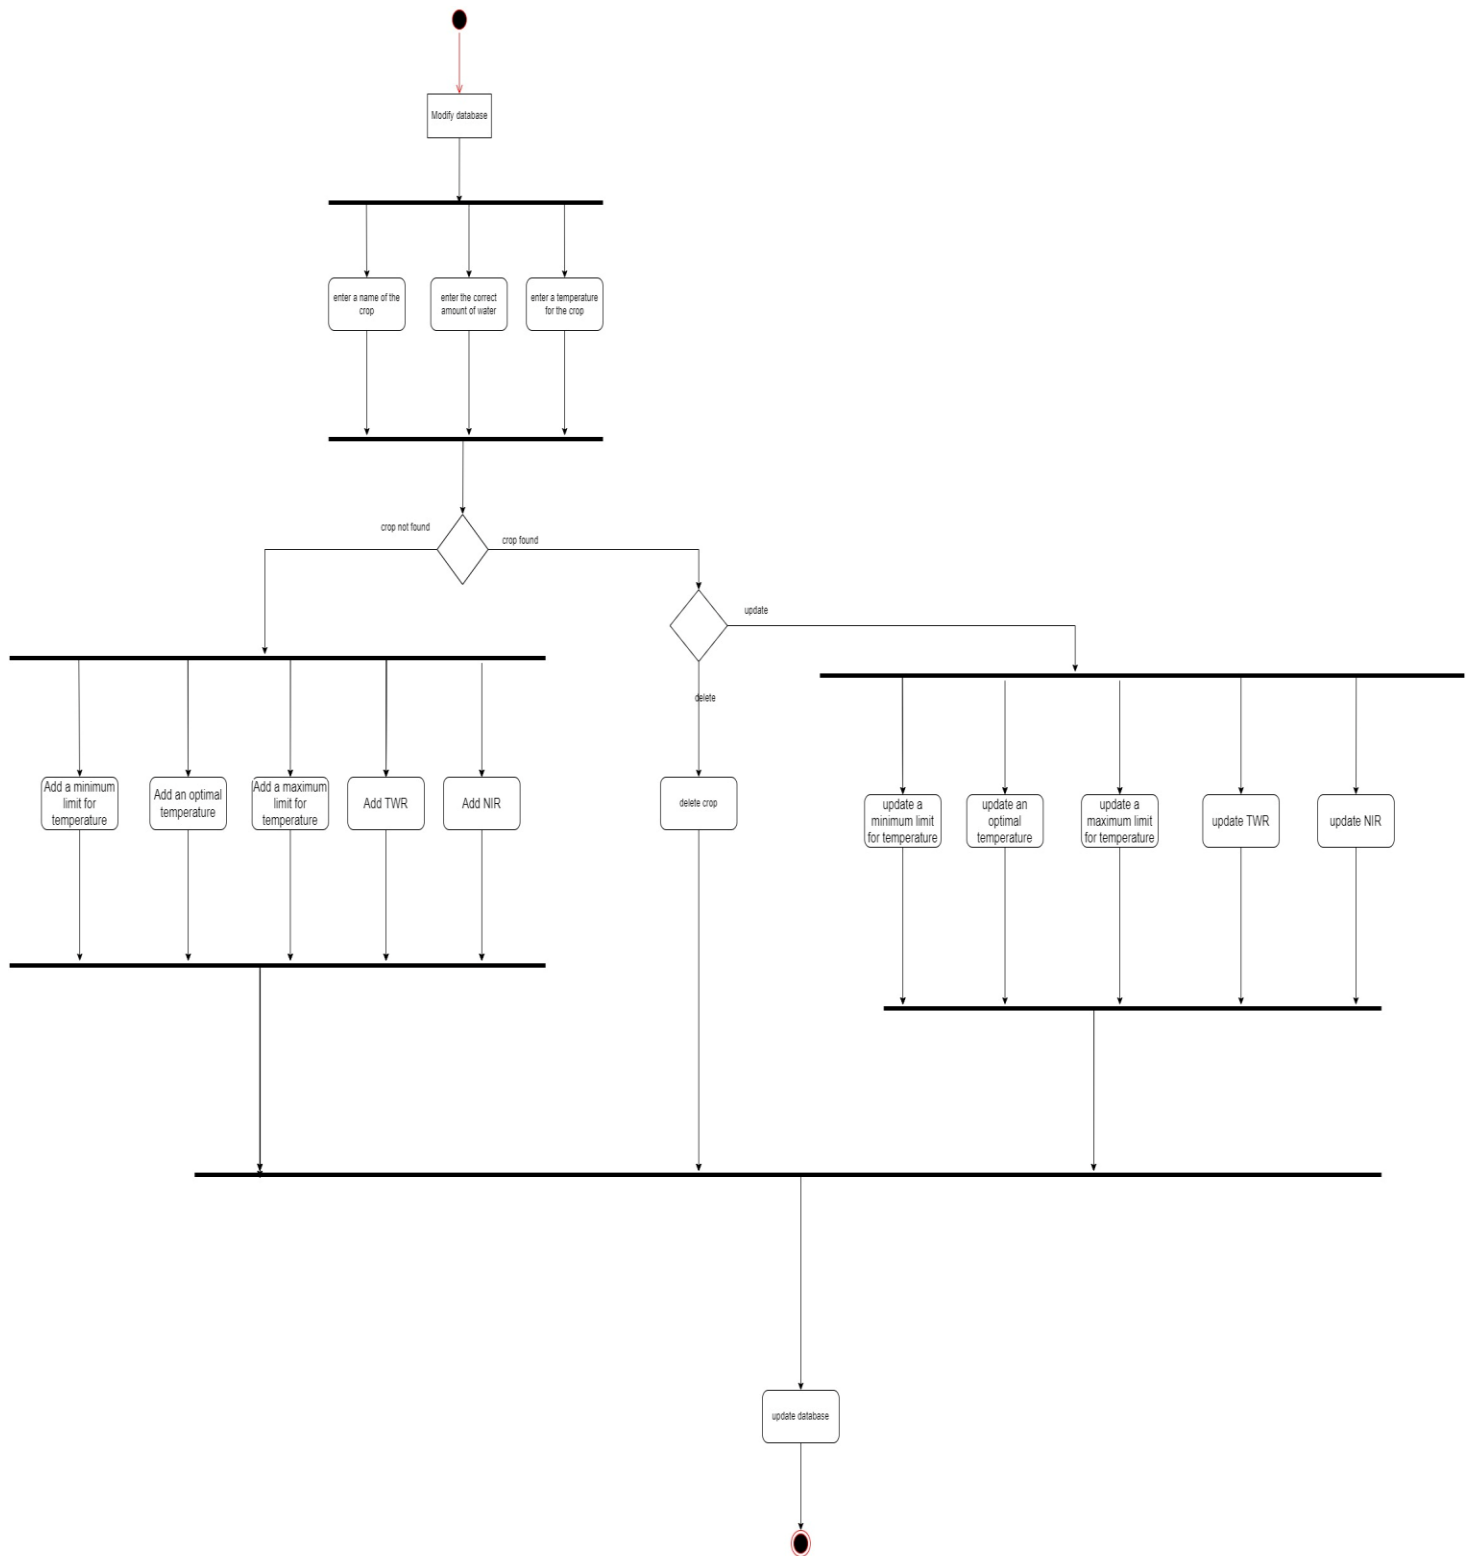 Modify database
enter a name of the
crop
enter the correct
amount of water
enter a temperature
for the crop
crop not found
crop found
update
delete
Add a minimum
limit for
temperature
Add an optimal
temperature
Add a maximum
limit for
temperature
Add TWR
Add NIR
delete crop
update a
minimum limit
for temperature
update an
optimal
temperature
update a
maximum limit
for temperature
update TWR
update NIR
update database